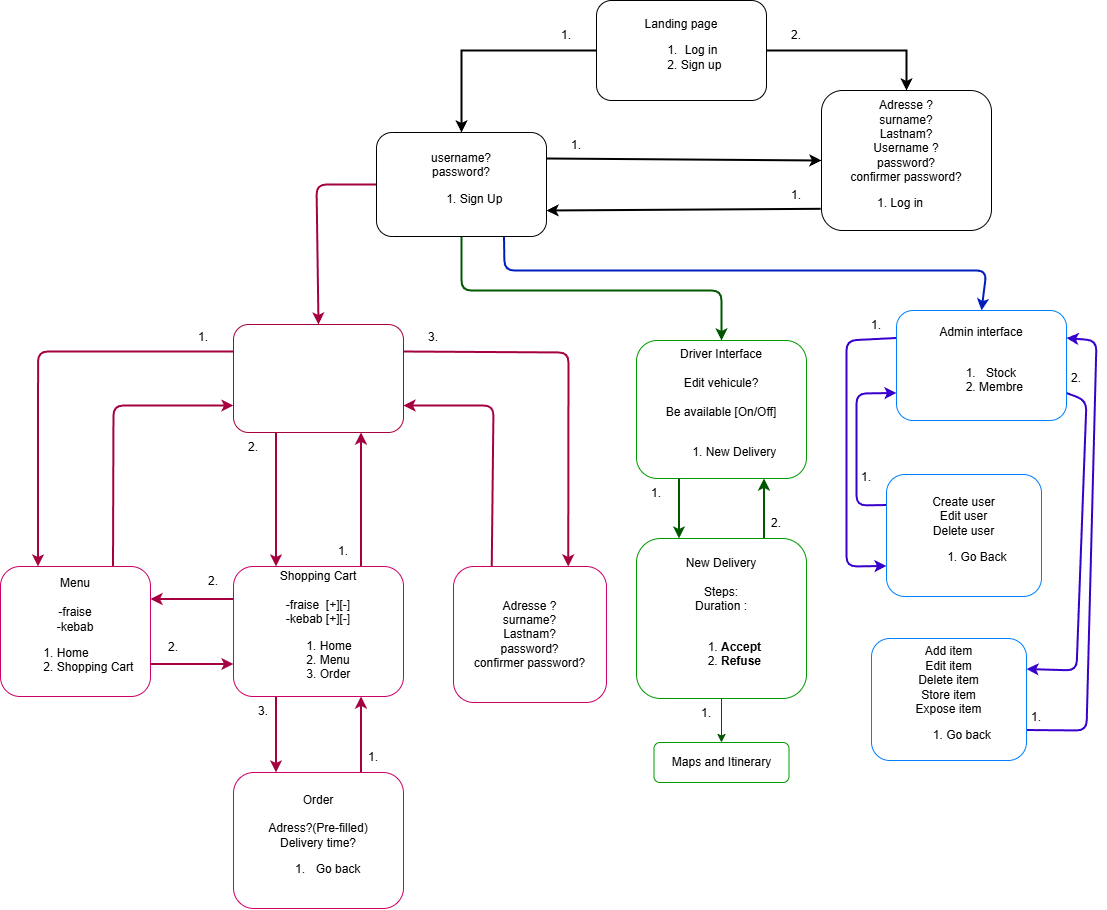 Landing page
1. Log in
2. Sign up
1.
2.
Adresse ?
surname?
Lastnam?
Username ?
password?
confirmer password?
1. Log in
username?
password?
1. Sign Up
1.
1.
1.
3.
2.
1.
Menu
-fraise
-kebab
1. Home
2. Shopping Cart
2.
2.
Shopping Cart
-fraise [+][-]
-kebab [+][-]
1. Home
2. Menu
3. Order
3.
1.
Order
Adress?(Pre-filled)
Delivery time?
1. Go back
Adresse ?
surname?
Lastnam?
password?
confirmer password?
Driver Interface
Edit vehicule?
Be available [On/Off]
1. New Delivery
1.
2.
New Delivery
Steps:
Duration :
1. Accept
2. Refuse
1.
Maps and Itinerary
Admin interface
1. Stock
2. Membre
1.
2.
1.
Create user
Edit user
Delete user
1. Go Back
Add item
Edit item
Delete item
Store item
Expose item
1. Go back
1.